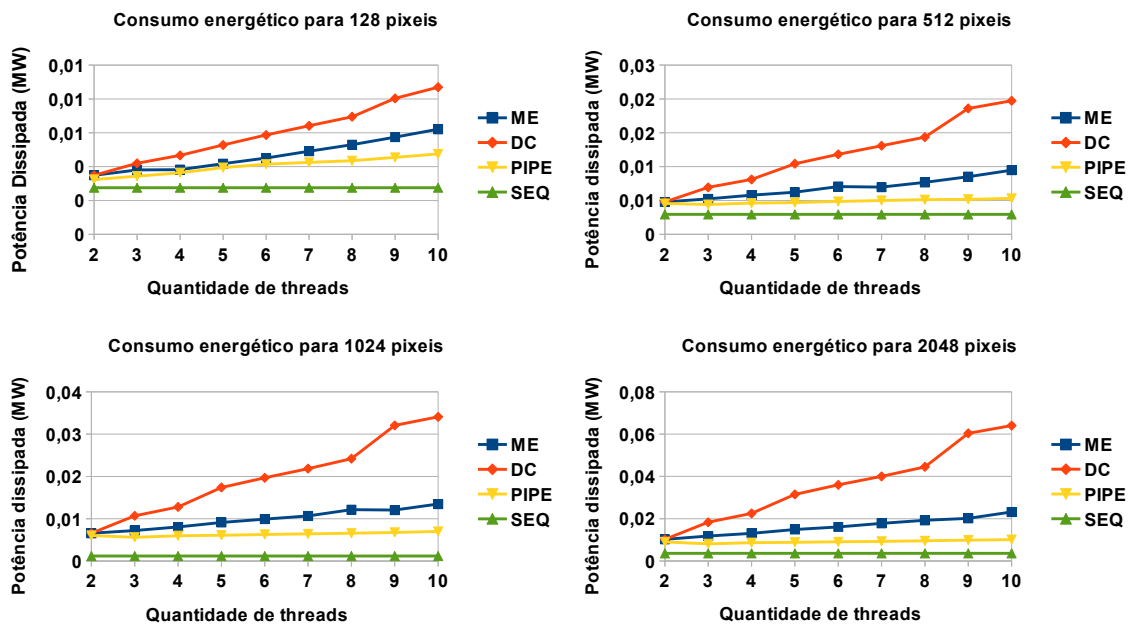 Consumo energético para 128 pixeis
Potência Dissipada (MW)
0,01
0,01
0,01
0
0
0
2 3 4 5 6 7 8 9 10
Quantidade de threads
ME
DC
PIPE
SEQ
Consumo energético para 512 pixeis
Potência dissipada (MW)
0,03
0,02
0,02
0,01
0,01
0
2 3 4 5 6 7 8 9 10
Quantidade de threads
ME
DC
PIPE
SEQ
Consumo energético para 1024 pixeis
Potência dissipada (MW)
0,04
0,03
0,02
0,01
0
2 3 4 5 6 7 8 9 10
Quantidade de threads
ME
DC
PIPE
SEQ
Consumo energético para 2048 pixeis
Potência dissipada (MW)
0,08
0,06
0,04
0,02
0
2 3 4 5 6 7 8 9 10
Quantidade de threads
ME
DC
PIPE
SEQ